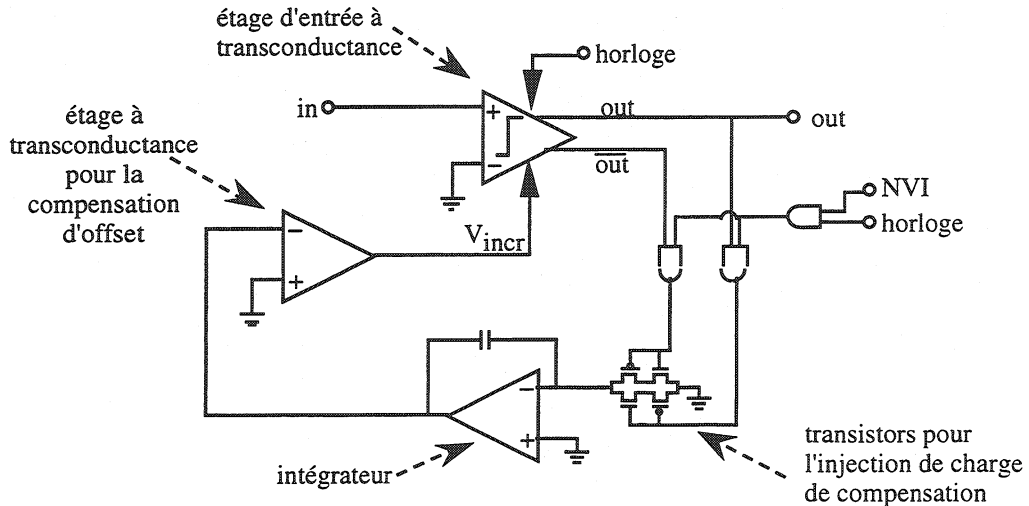 étage d'entrée à
transconductance
horloge
in
+
out
out
étage à
transconductance
pour la
compensation
d'offset
−
out
NVI
horloge
Vincr
−
+
−
+
intégrateur
transistors pour
l'injection de charge
de compensation